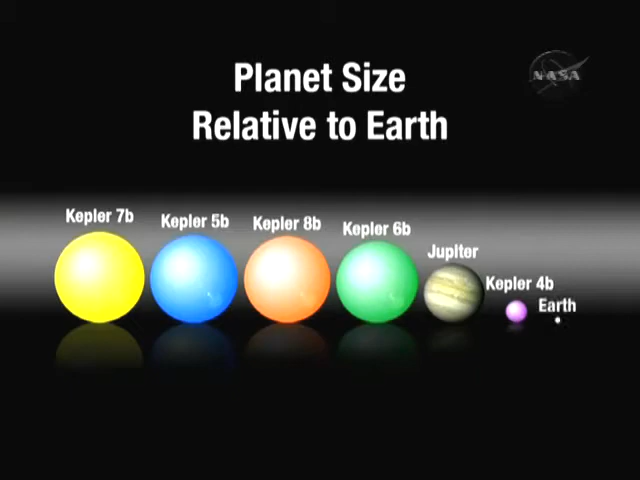 Planet Size
Relative to Earth
NASA
Kepler 7b
Kepler 5b
Kepler 8b
Kepler 6b
Jupiter
Kepler 4b
Earth